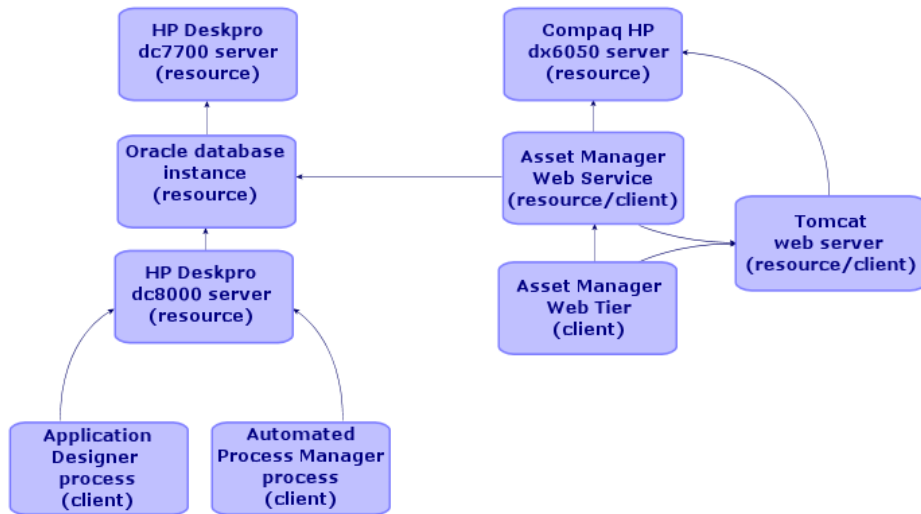 HP Deskpro
dc7700 server
(resource)
Compaq HP
dx6050 server
(resource)
Oracle database
instance
(resource)
Asset Manager
Web Service
(resource/client)
Tomcat
web server
(resource/client)
HP Deskpro
dc8000 server
(resource)
Asset Manager
Web Tier
(client)
Application
Designer
process
(client)
Automated
Process Manager
process
(client)